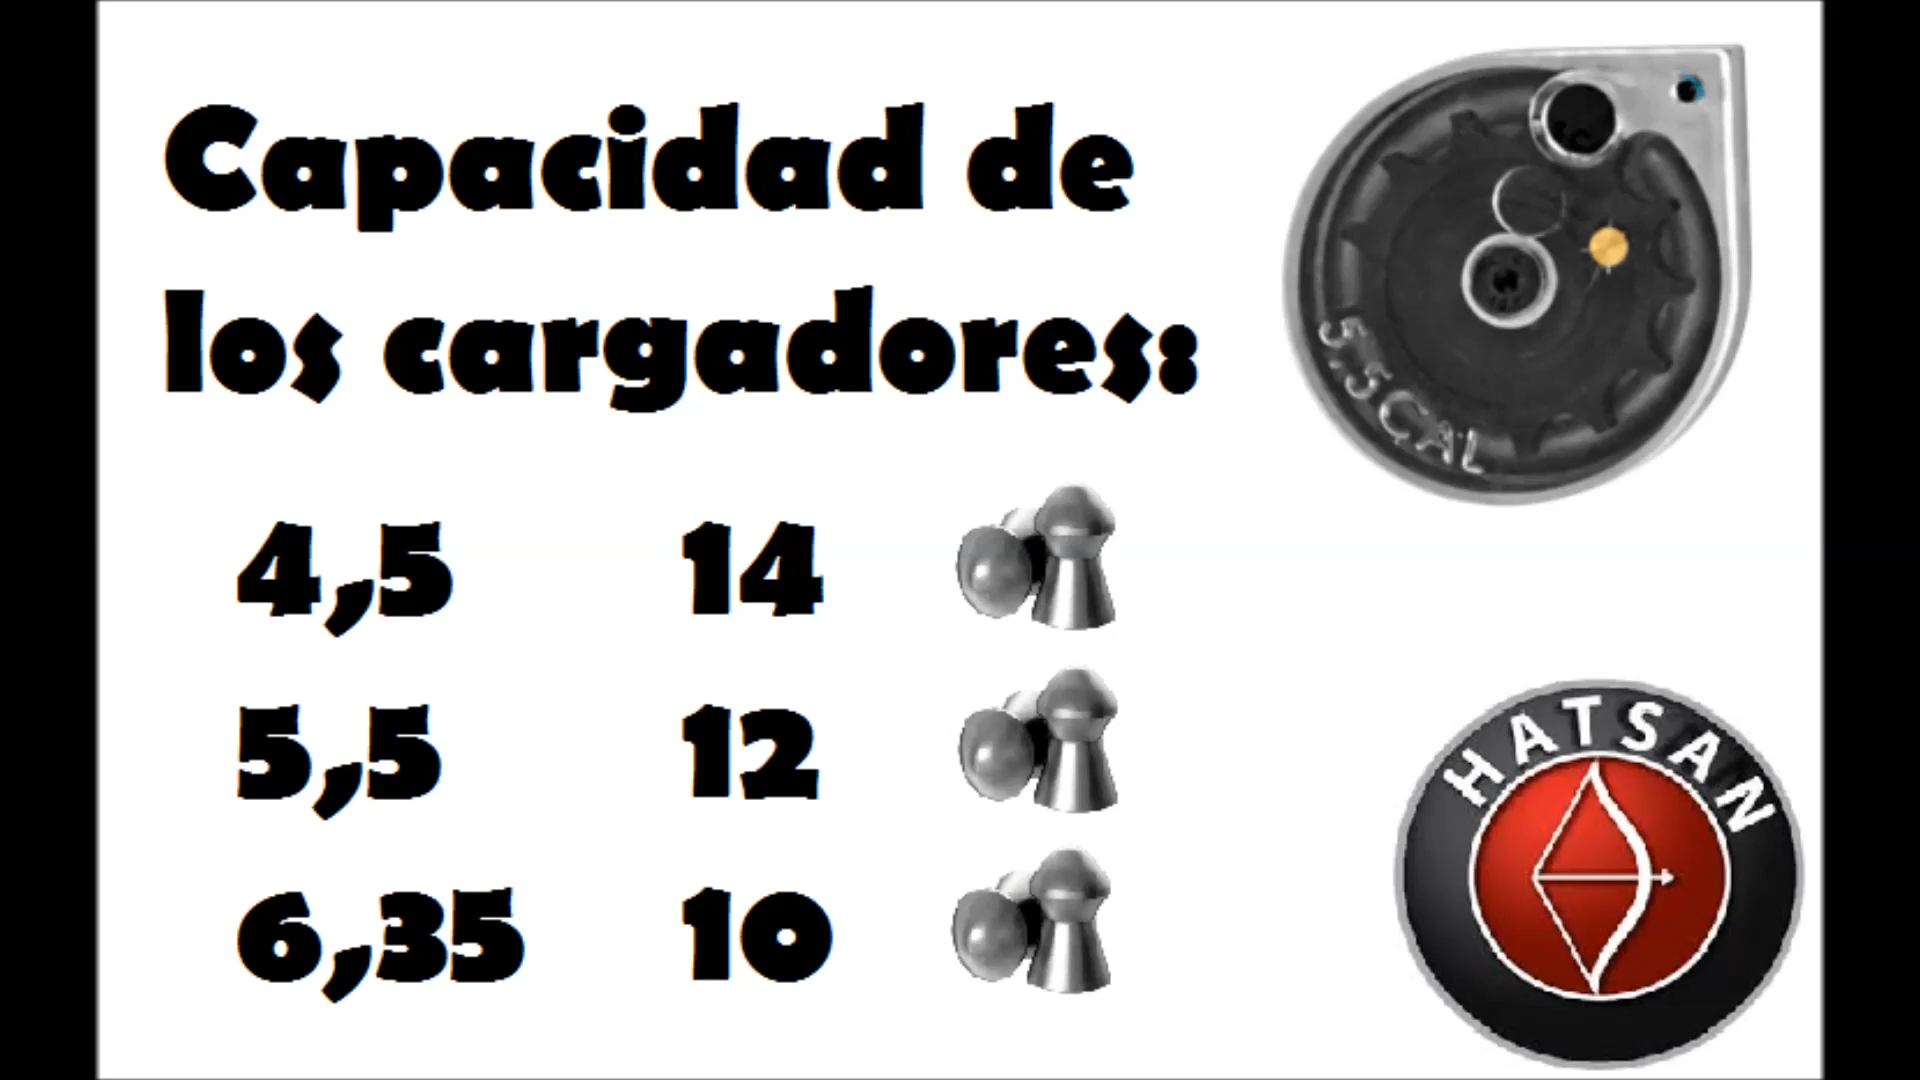 Capacidad de
los cargadores:
5.5CAL
4,5 14
5,5 12
6,35 10
HATSAN